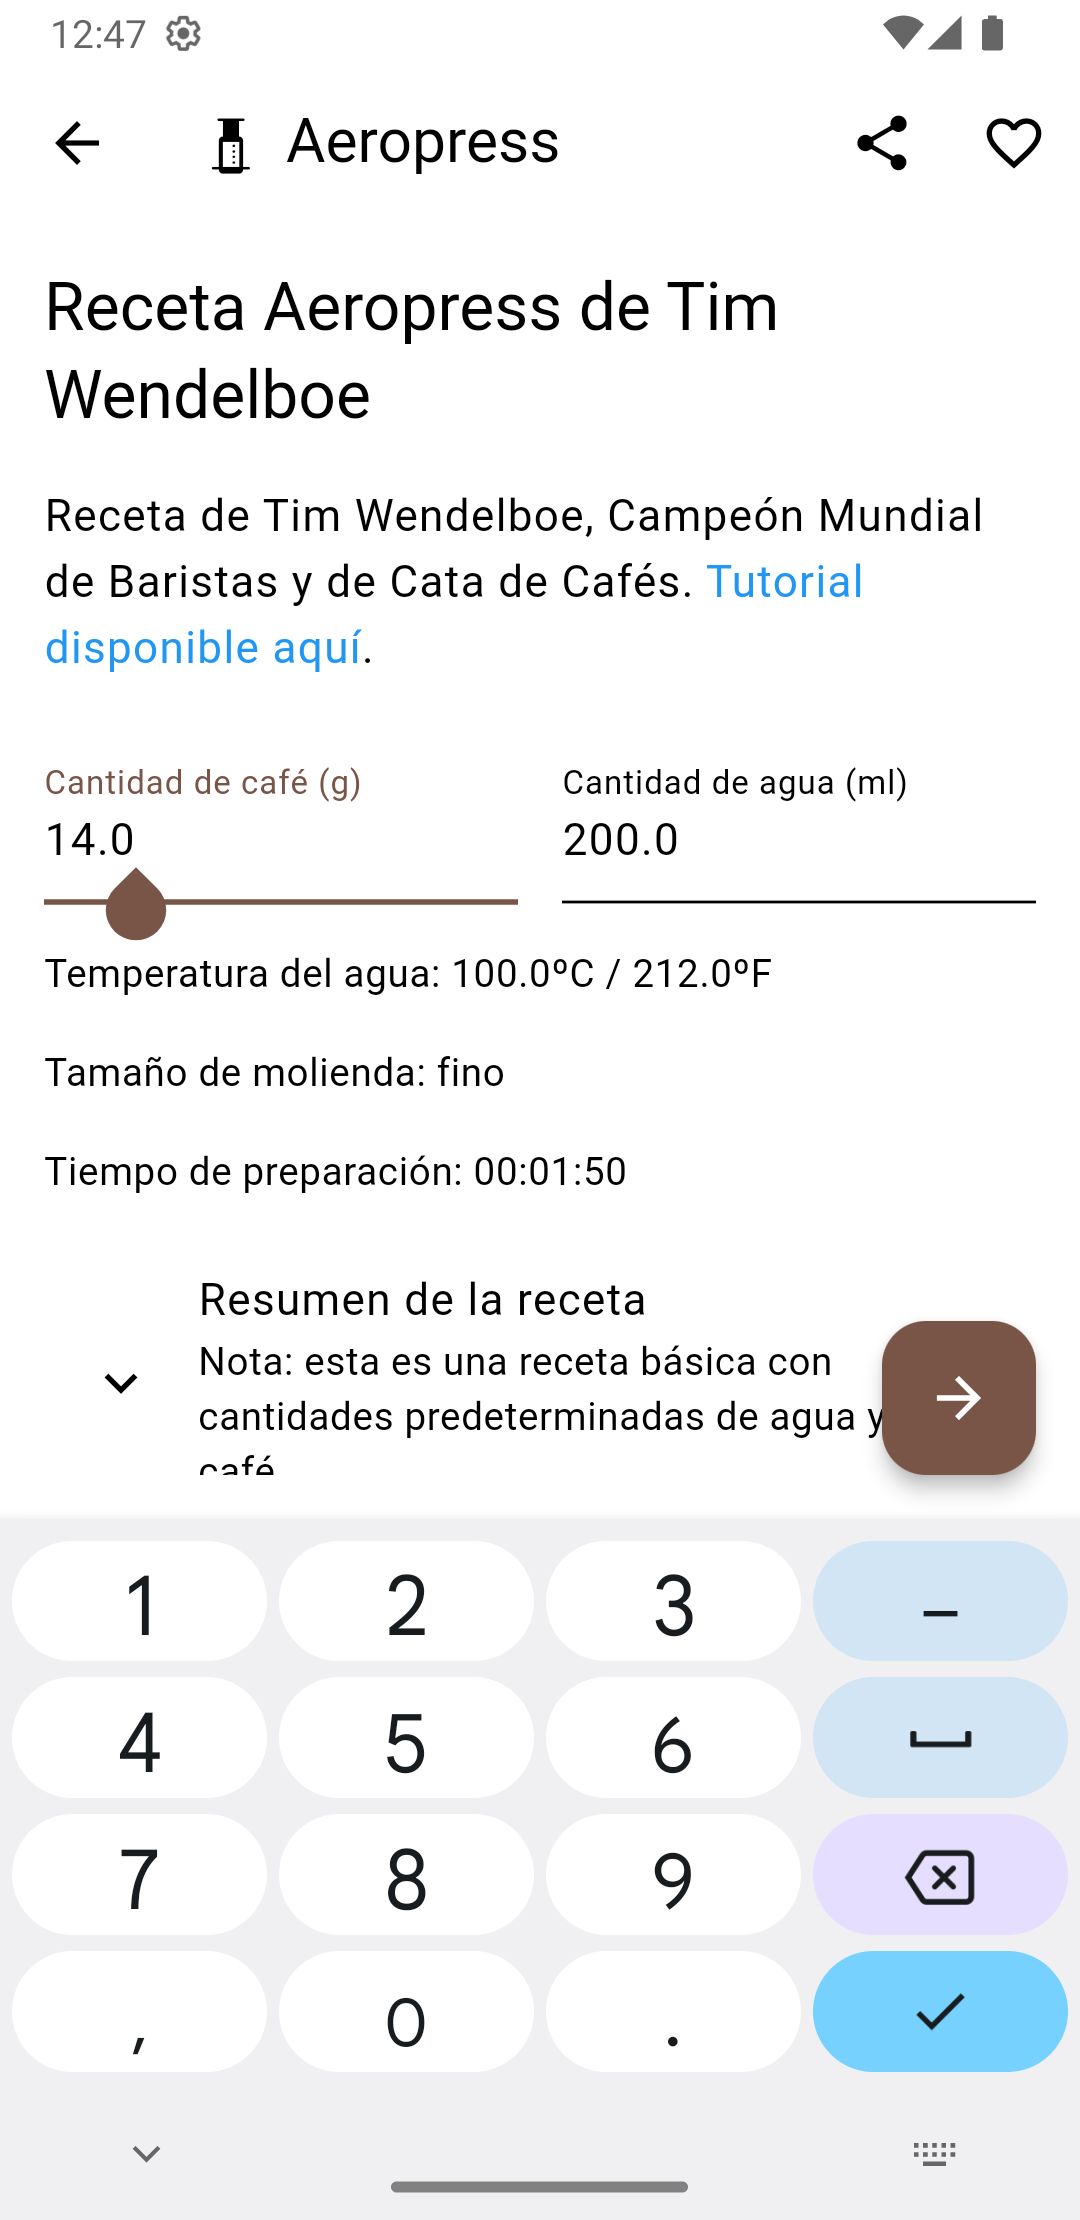 12:47
Aeropress
Receta Aeropress de Tim
Wendelboe
Receta de Tim Wendelboe, Campeón Mundial
de Baristas y de Cata de Cafés. Tutorial
disponible aquí.
Cantidad de café (g)
Cantidad de agua (ml)
14.0
200.0
Temperatura del agua: 100.0ºC / 212.0ºF
Tamaño de molienda: fino
Tiempo de preparación: 00:01:50
Resumen de la receta
Nota: esta es una receta básica con
cantidades predeterminadas de agua y
café
1 2 3 –
4 5 6
7 8 9
, 0 .